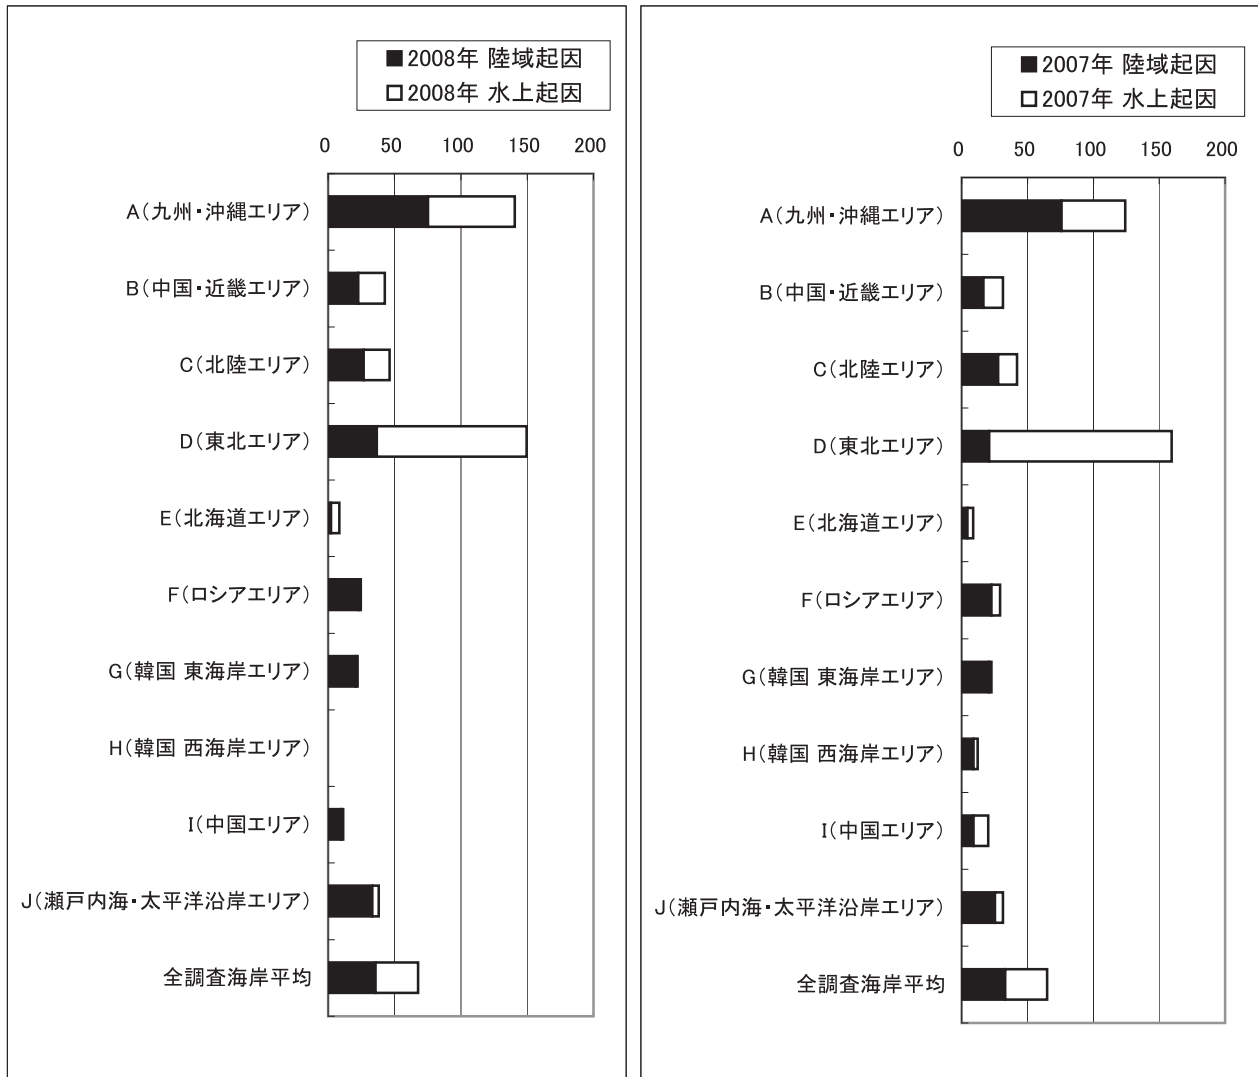 ■2008年 陸域起因
□2008年 水上起因
0 50 100 150 200
A(九州・沖縄エリア)
B(中国・近畿エリア)
C(北陸エリア)
D(東北エリア)
E(北海道エリア)
F(ロシアエリア)
G(韓国 東海岸エリア)
H(韓国 西海岸エリア)
I(中国エリア)
J(瀬戸内海・太平洋沿岸エリア)
全調査海岸平均
■2007年 陸域起因
□2007年 水上起因
0 50 100 150 200
A(九州・沖縄エリア)
B(中国・近畿エリア)
C(北陸エリア)
D(東北エリア)
E(北海道エリア)
F(ロシアエリア)
G(韓国 東海岸エリア)
H(韓国 西海岸エリア)
I(中国エリア)
J(瀬戸内海・太平洋沿岸エリア)
全調査海岸平均